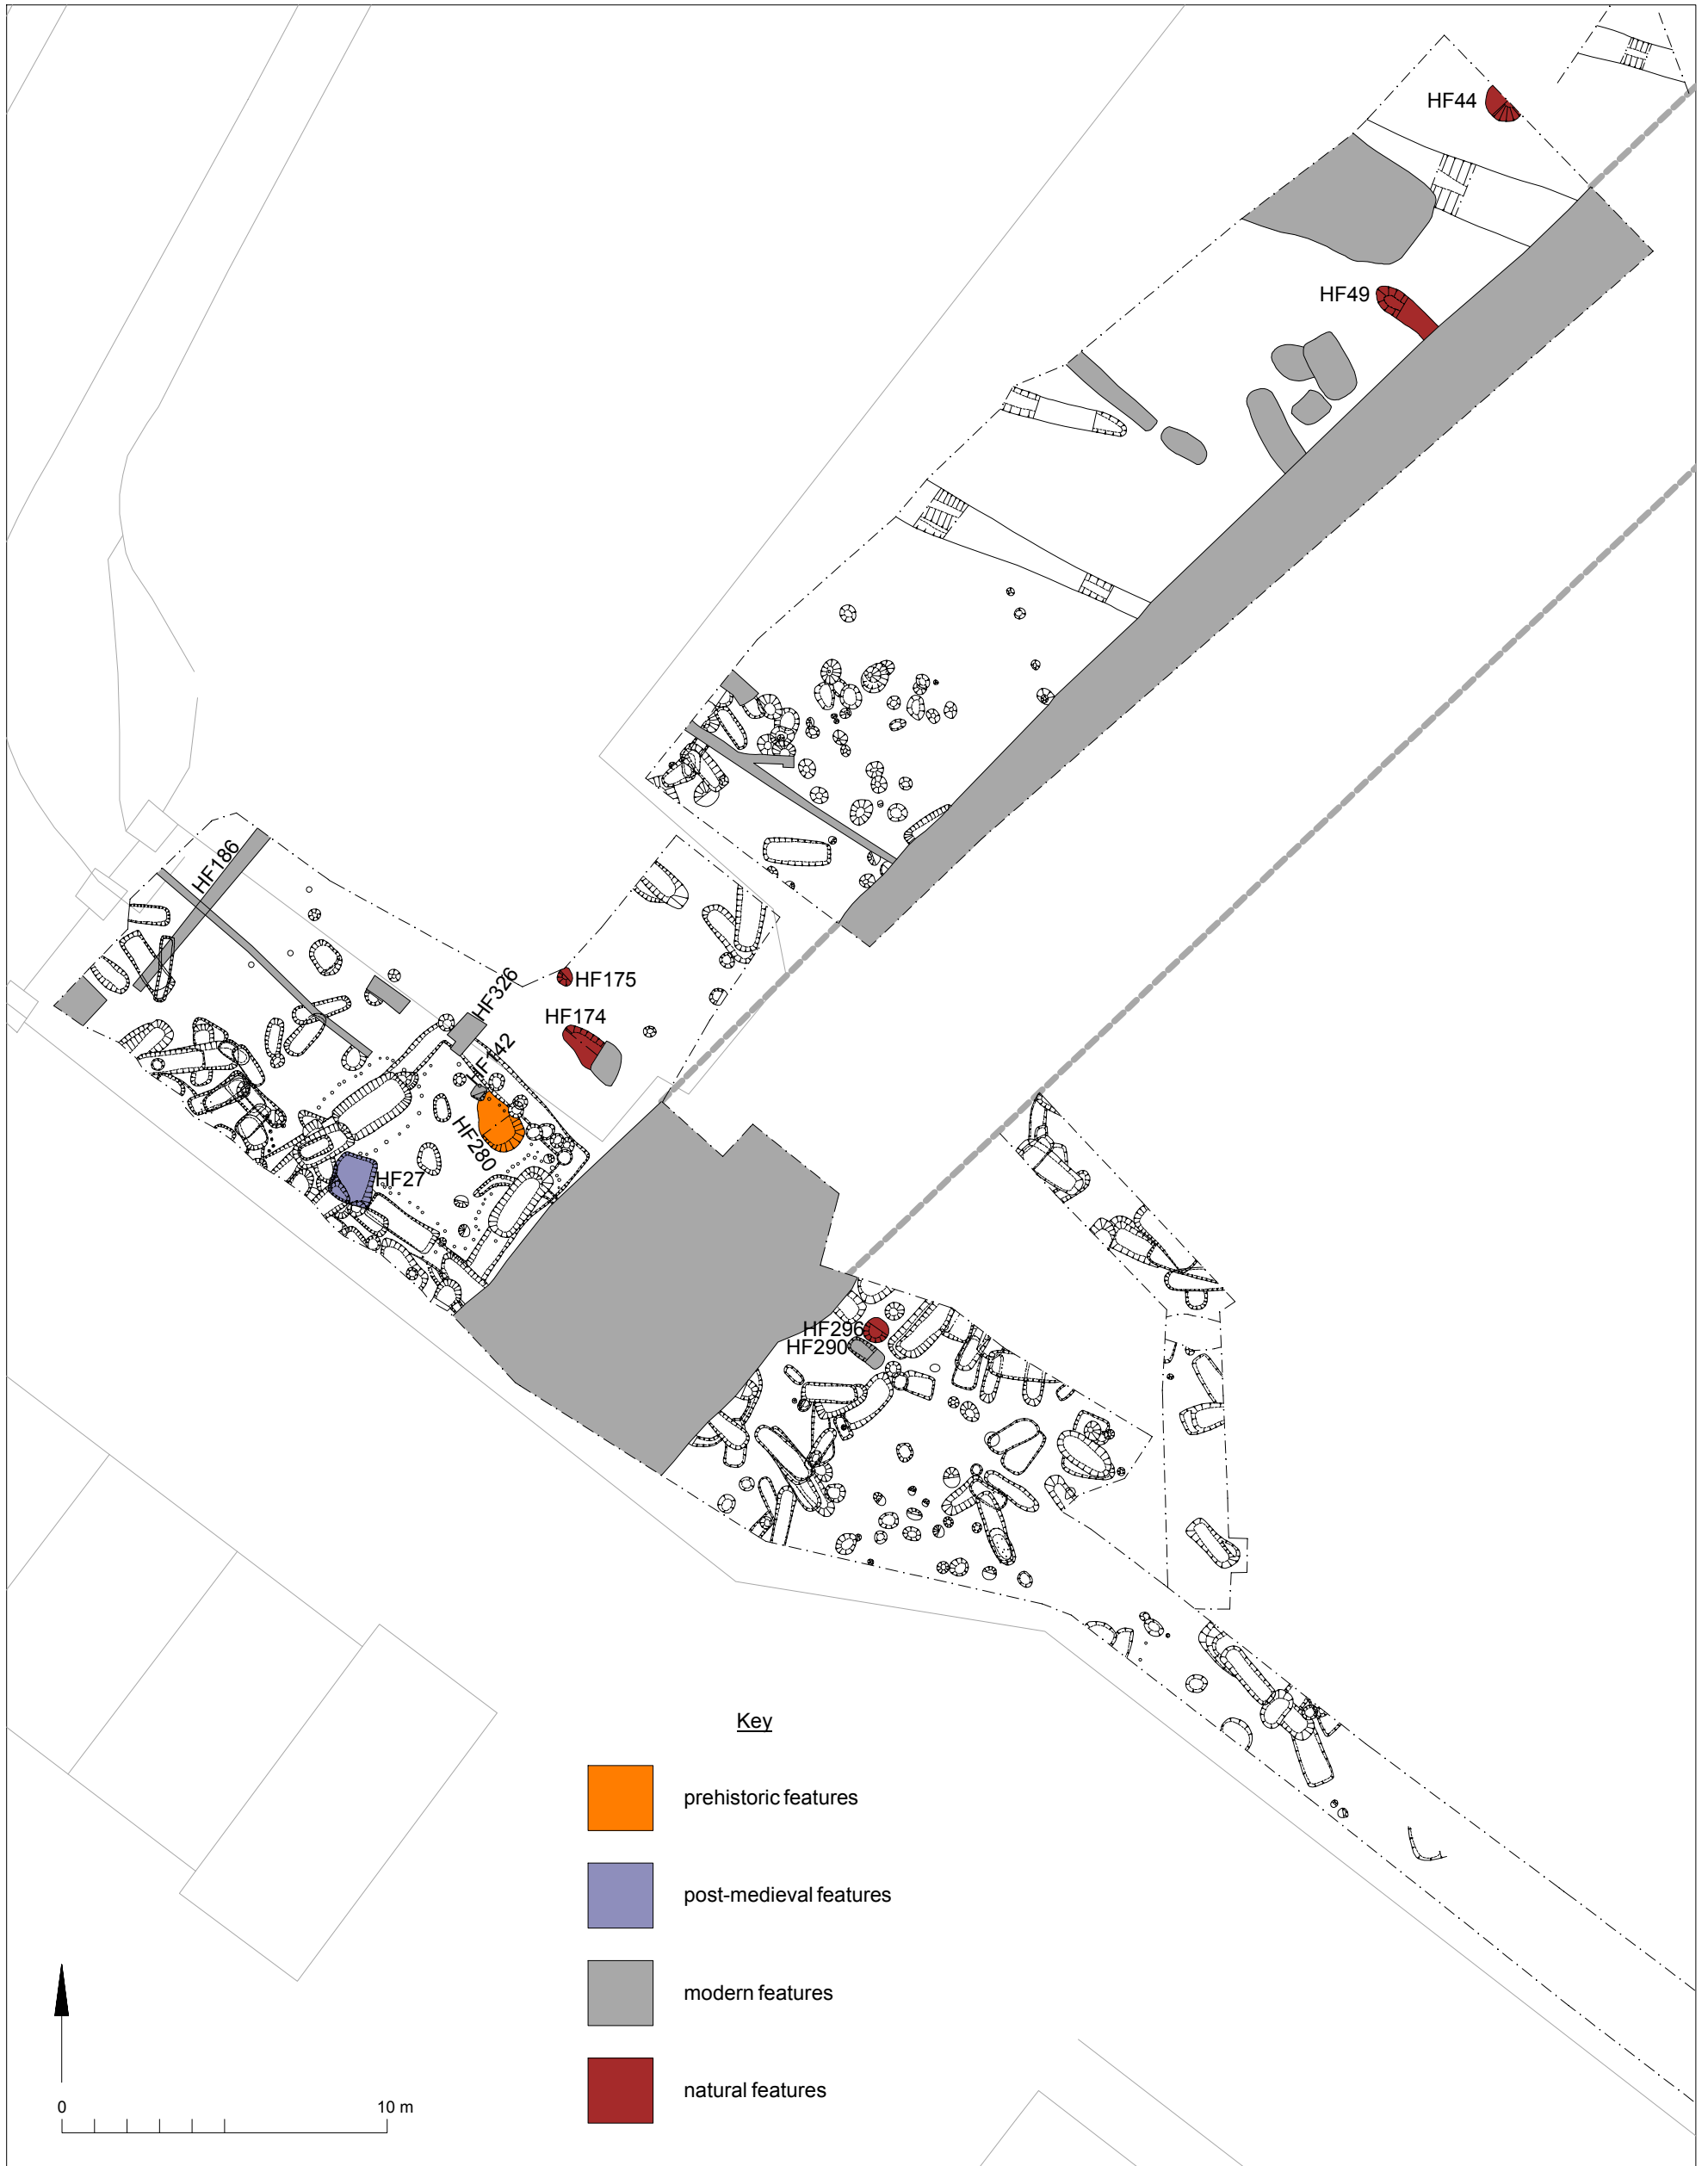 HF44
HF49
HF186
HF326
HF175
HF174
HF142
HF280
HF27
HF296
HF290
Key
prehistoric features
post-medieval features
modern features
natural features
0 10 m